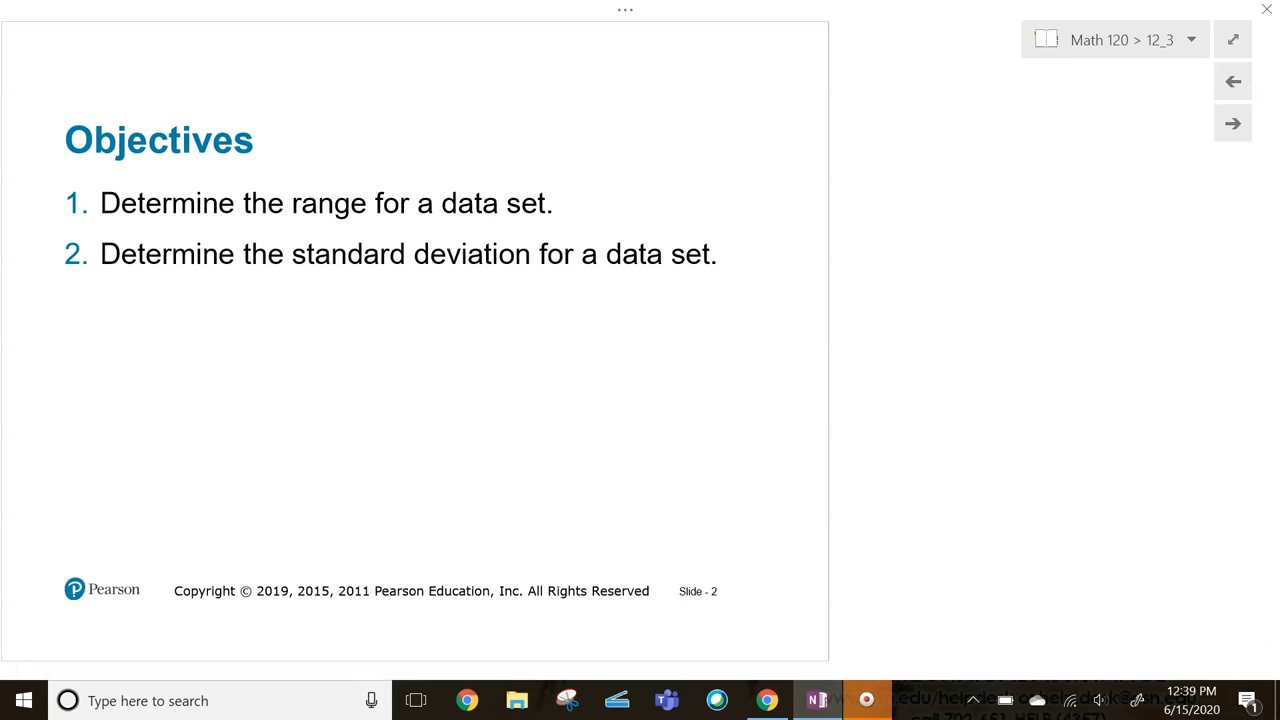 Math 120 > 12_3
Objectives
1. Determine the range for a data set.
2. Determine the standard deviation for a data set.
Pearson
Copyright © 2019, 2015, 2011 Pearson Education, Inc. All Rights Reserved
Slide - 2
Type here to search
12:39 PM
6/15/2020
1